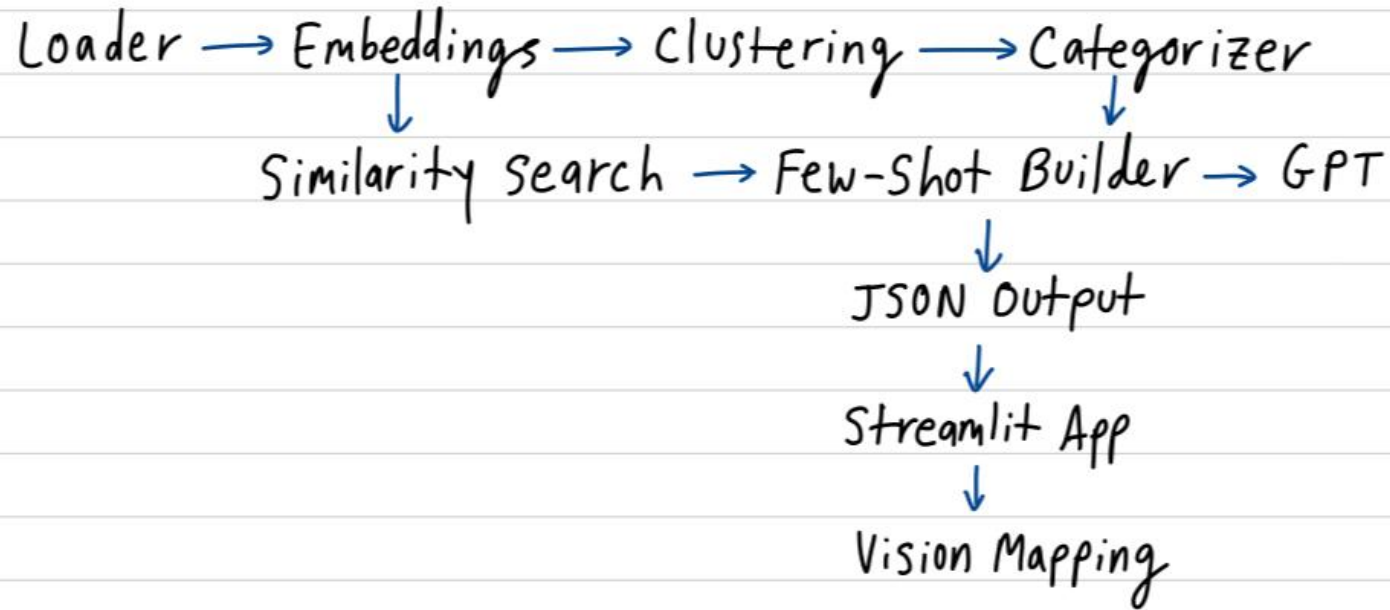 Loader → Embeddings → Clustering → Categorizer
↓ ↓
Similarity search → Few-Shot Builder → GPT
↓
JSON Output
↓
Streamlit App
↓
Vision Mapping